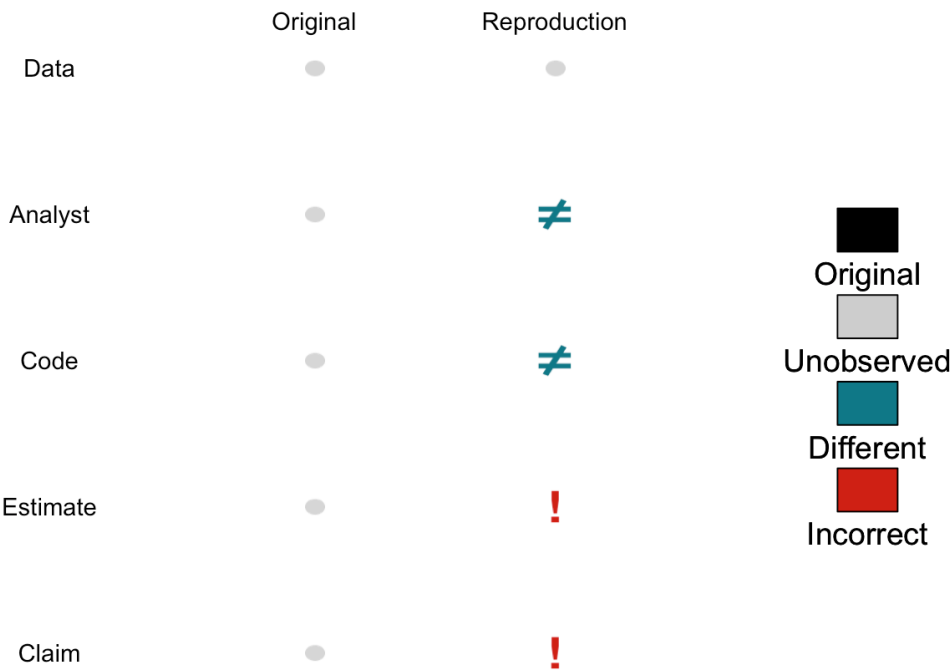 Original Reproduction
Data
Analyst ≠
Code ≠
Estimate !
Claim !
Original
Unobserved
Different
Incorrect